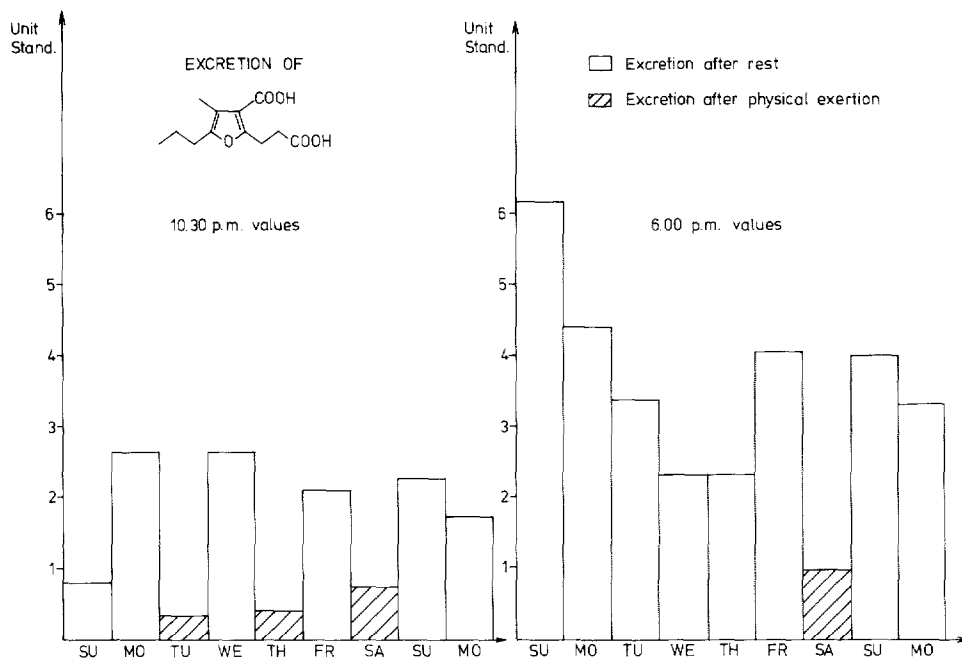 Unit
Stand.
EXCRETION OF
COOH
O
COOH
10.30 p.m. values
6
5
4
3
2
1
SU MO TU WE TH FR SA SU MO
Unit
Stand.
Excretion after rest
Excretion after physical exertion
6.00 p.m. values
6
5
4
3
2
1
SU MO TU WE TH FR SA SU MO